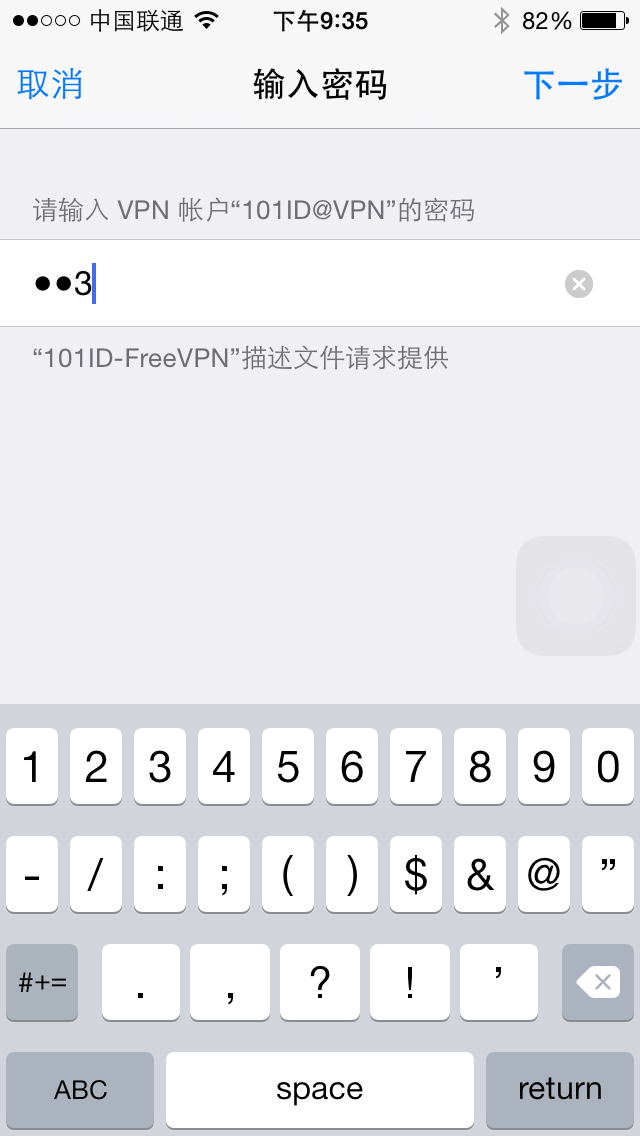 中国联通 下午9:35 82%
取消 输入密码 下一步
请输入 VPN 帐户“101ID@VPN”的密码
●●3
“101ID-FreeVPN”描述文件请求提供
1 2 3 4 5 6 7 8 9 0
- / : ; ( ) $ & @ ”
#+= . , ? ! ’
ABC space return